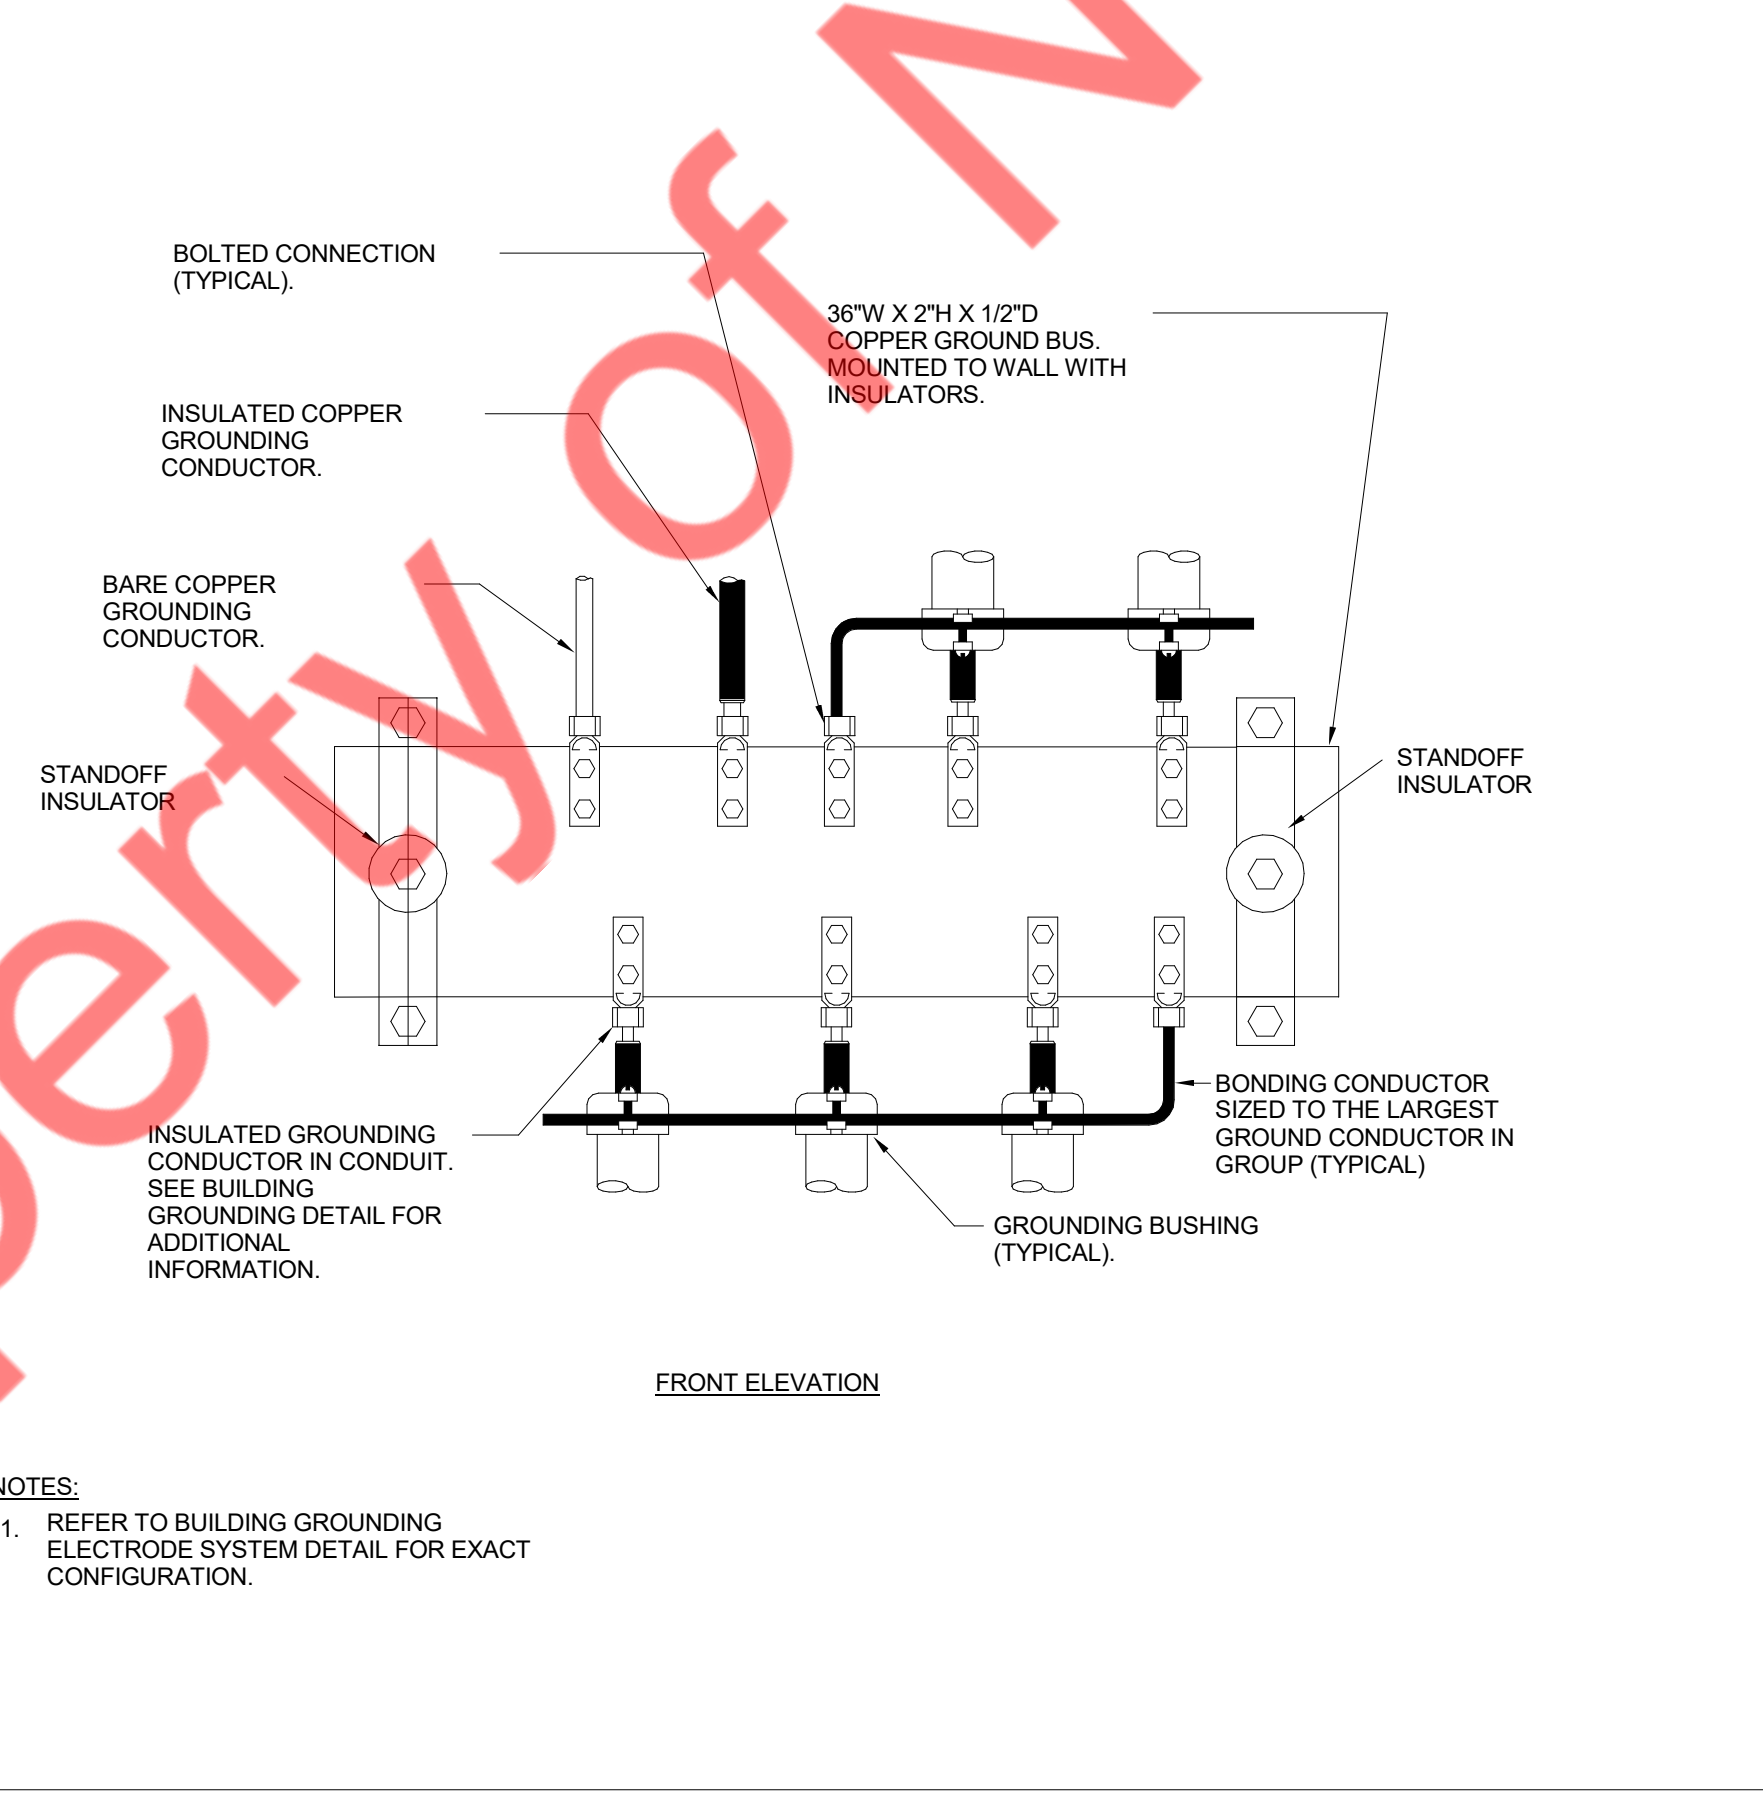 BOLTED CONNECTION
(TYPICAL).
36"W X 2"H X 1/2"D
COPPER GROUND BUS.
MOUNTED TO WALL WITH
INSULATORS.
INSULATED COPPER
GROUNDING
CONDUCTOR.
BARE COPPER
GROUNDING
CONDUCTOR.
STANDOFF
INSULATOR
STANDOFF
INSULATOR
BONDING CONDUCTOR
SIZED TO THE LARGEST
GROUND CONDUCTOR IN
GROUP (TYPICAL)
INSULATED GROUNDING
CONDUCTOR IN CONDUIT.
SEE BUILDING
GROUNDING DETAIL FOR
ADDITIONAL
INFORMATION.
GROUNDING BUSHING
(TYPICAL).
FRONT ELEVATION
NOTES:
1. REFER TO BUILDING GROUNDING
ELECTRODE SYSTEM DETAIL FOR EXACT
CONFIGURATION.
perty of N